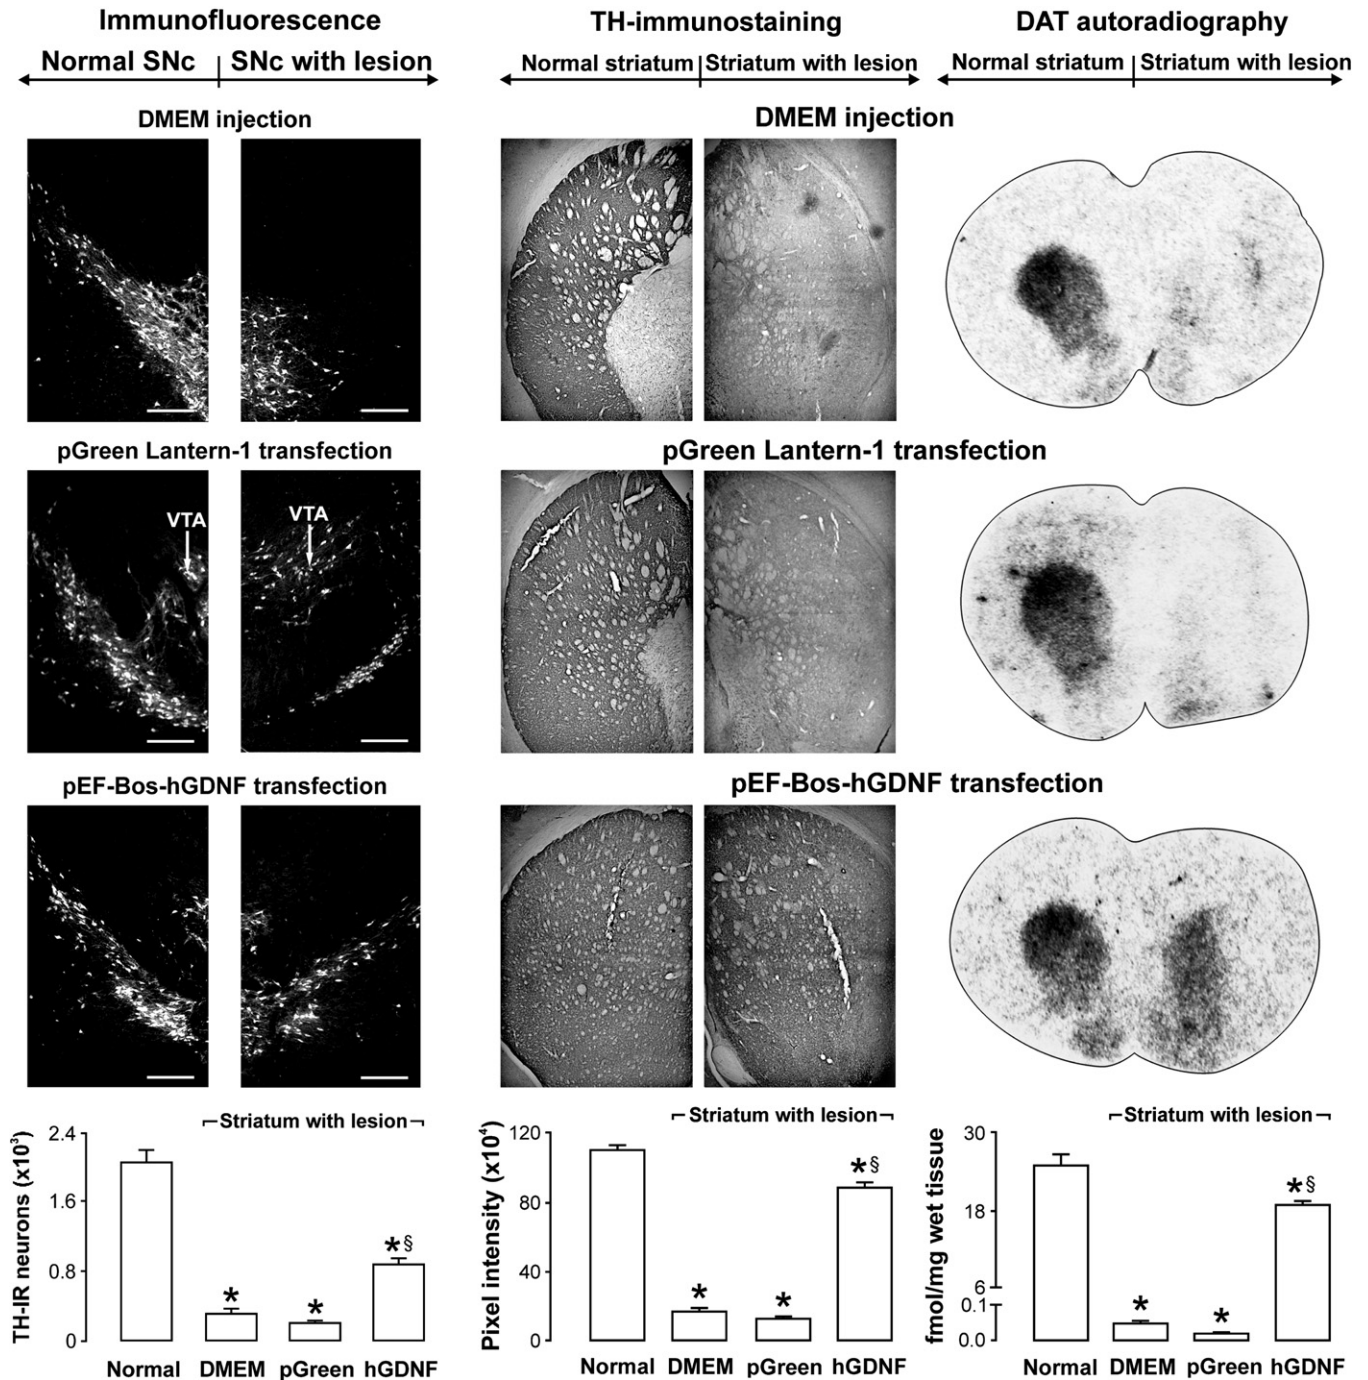 Immunofluorescence
TH-immunostaining
DAT autoradiography
Normal SNc SNc with lesion
Normal striatum Striatum with lesion
Normal striatum Striatum with lesion
DMEM injection
DMEM injection
pGreen Lantern-1 transfection
pGreen Lantern-1 transfection
VTA
VTA
pEF-Bos-hGDNF transfection
pEF-Bos-hGDNF transfection
TH-IR neurons (x10³)
Striatum with lesion
2.4
1.6
0.8
0
*
*
*§
Normal DMEM pGreen hGDNF
Pixel intensity (x10⁴)
Striatum with lesion
120
80
40
0
*
*
*§
Normal DMEM pGreen hGDNF
fmol/mg wet tissue
Striatum with lesion
30
18
6
0.1
0.0
*
*
*§
Normal DMEM pGreen hGDNF